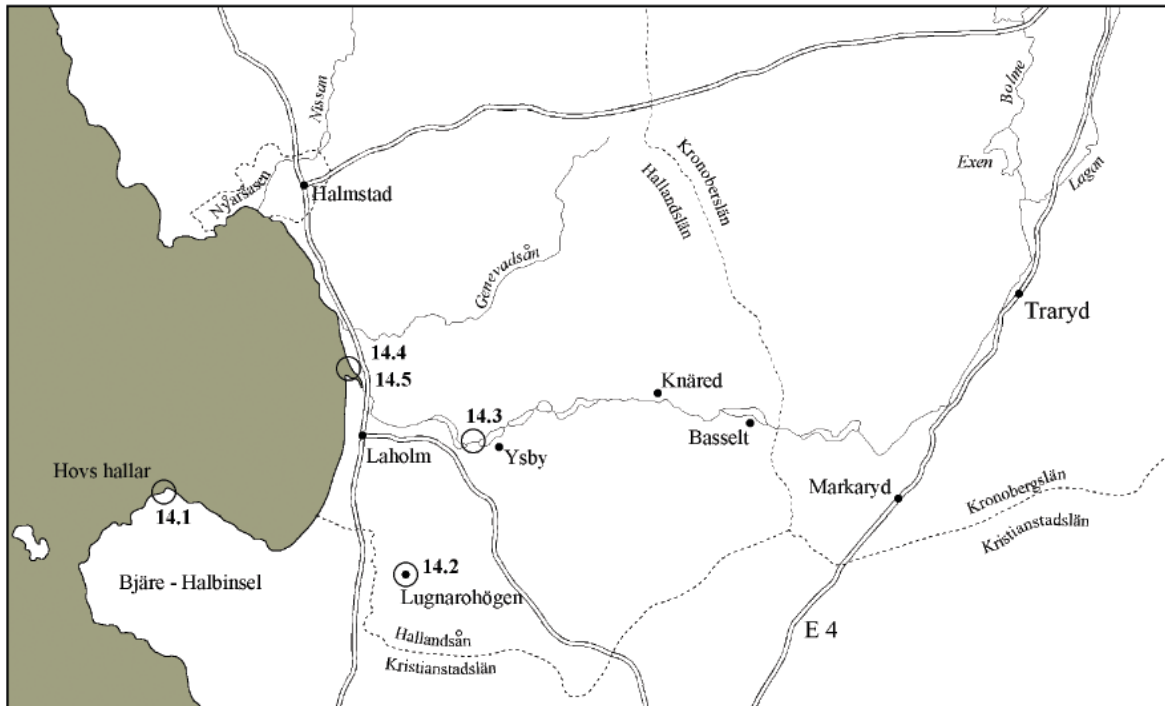 Nissan
Bolme
Exen
Lagan
Kronoberslän
Hallandslän
Nyårsåsen
Halmstad
Genevadsån
Traryd
14.4
14.5
Knäred
14.3
Basselt
Laholm
Ysby
Hovs hallar
14.1
Markaryd
Kronobergslän
Kristianstadslän
14.2
Bjäre - Halbinsel
Lugnarohögen
E 4
Hallandsån
Kristianstadslän